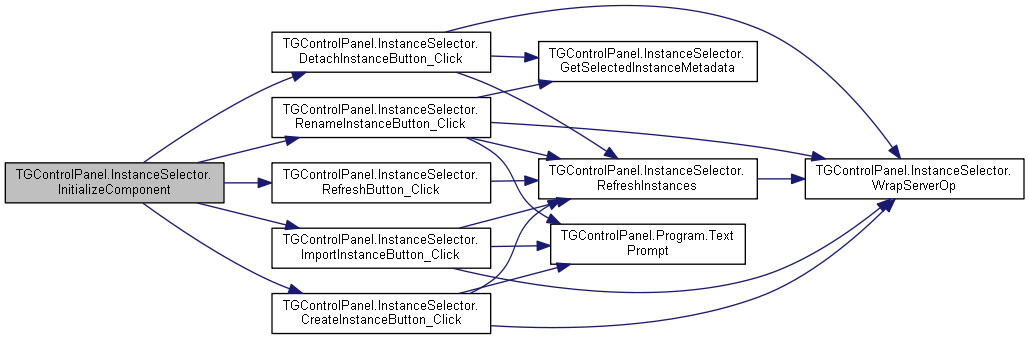 TGControlPanel.InstanceSelector.
InitializeComponent
TGControlPanel.InstanceSelector.
DetachInstanceButton_Click
TGControlPanel.InstanceSelector.
RenameInstanceButton_Click
TGControlPanel.InstanceSelector.
RefreshButton_Click
TGControlPanel.InstanceSelector.
ImportInstanceButton_Click
TGControlPanel.InstanceSelector.
CreateInstanceButton_Click
TGControlPanel.InstanceSelector.
GetSelectedInstanceMetadata
TGControlPanel.InstanceSelector.
RefreshInstances
TGControlPanel.Program.Text
Prompt
TGControlPanel.InstanceSelector.
WrapServerOp